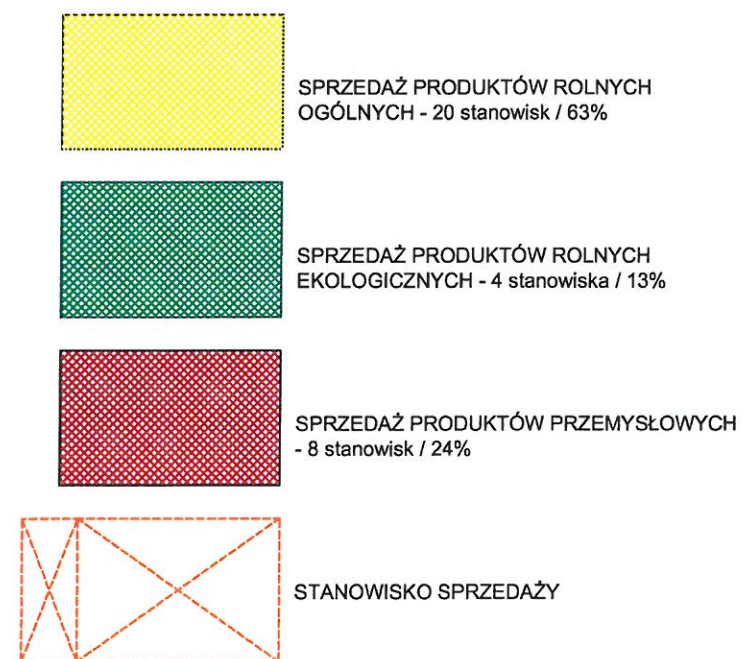 SPRZEDAŻ PRODUKTÓW ROLNYCH
OGÓLNYCH - 20 stanowisk / 63%
SPRZEDAŻ PRODUKTÓW ROLNYCH
EKOLOGICZNYCH - 4 stanowiska / 13%
SPRZEDAŻ PRODUKTÓW PRZEMYSŁOWYCH
- 8 stanowisk / 24%
STANOWISKO SPRZEDAŻY